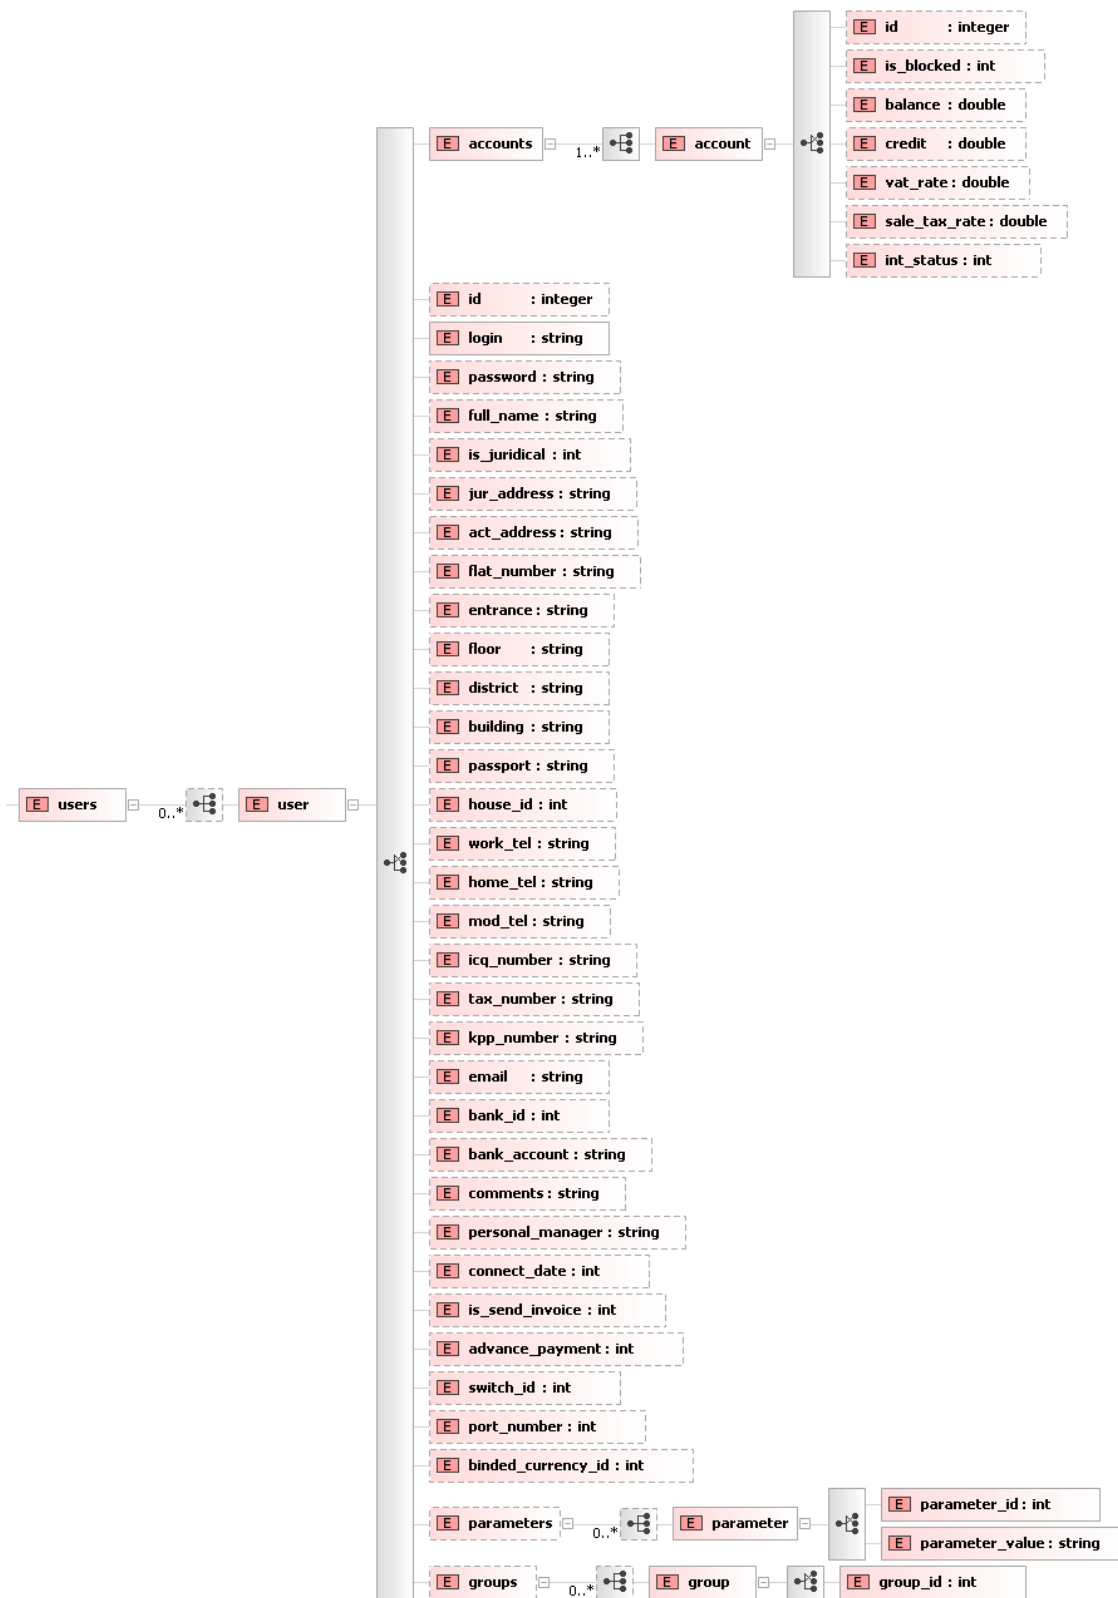 E id : integer
E is_blocked : int
E balance : double
E accounts 1..* E account
E credit : double
E vat_rate : double
E sale_tax_rate : double
E int_status : int
E id : integer
E login : string
E password : string
E full_name : string
E is_juridical : int
E jur_address : string
E act_address : string
E flat_number : string
E entrance : string
E floor : string
E district : string
E building : string
E passport : string
E users 0..* E user
E house_id : int
E work_tel : string
E home_tel : string
E mod_tel : string
E icq_number : string
E tax_number : string
E kpp_number : string
E email : string
E bank_id : int
E bank_account : string
E comments : string
E personal_manager : string
E connect_date : int
E is_send_invoice : int
E advance_payment : int
E switch_id : int
E port_number : int
E binded_currency_id : int
E parameters 0..* E parameter
E parameter_id : int
E parameter_value : string
E groups 0..* E group E group_id : int